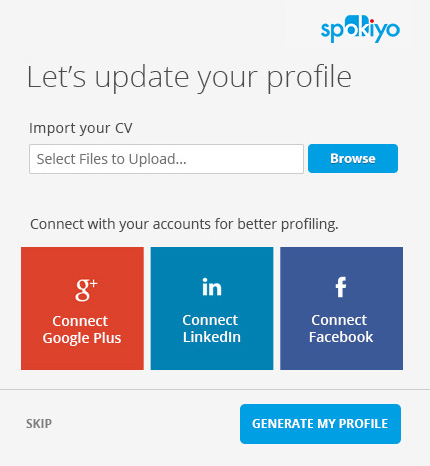 spokiyo
Let's update your profile
Import your CV
Select Files to Upload...
Browse
Connect with your accounts for better profiling.
g+
Connect
Google Plus
in
Connect
LinkedIn
f
Connect
Facebook
SKIP
GENERATE MY PROFILE